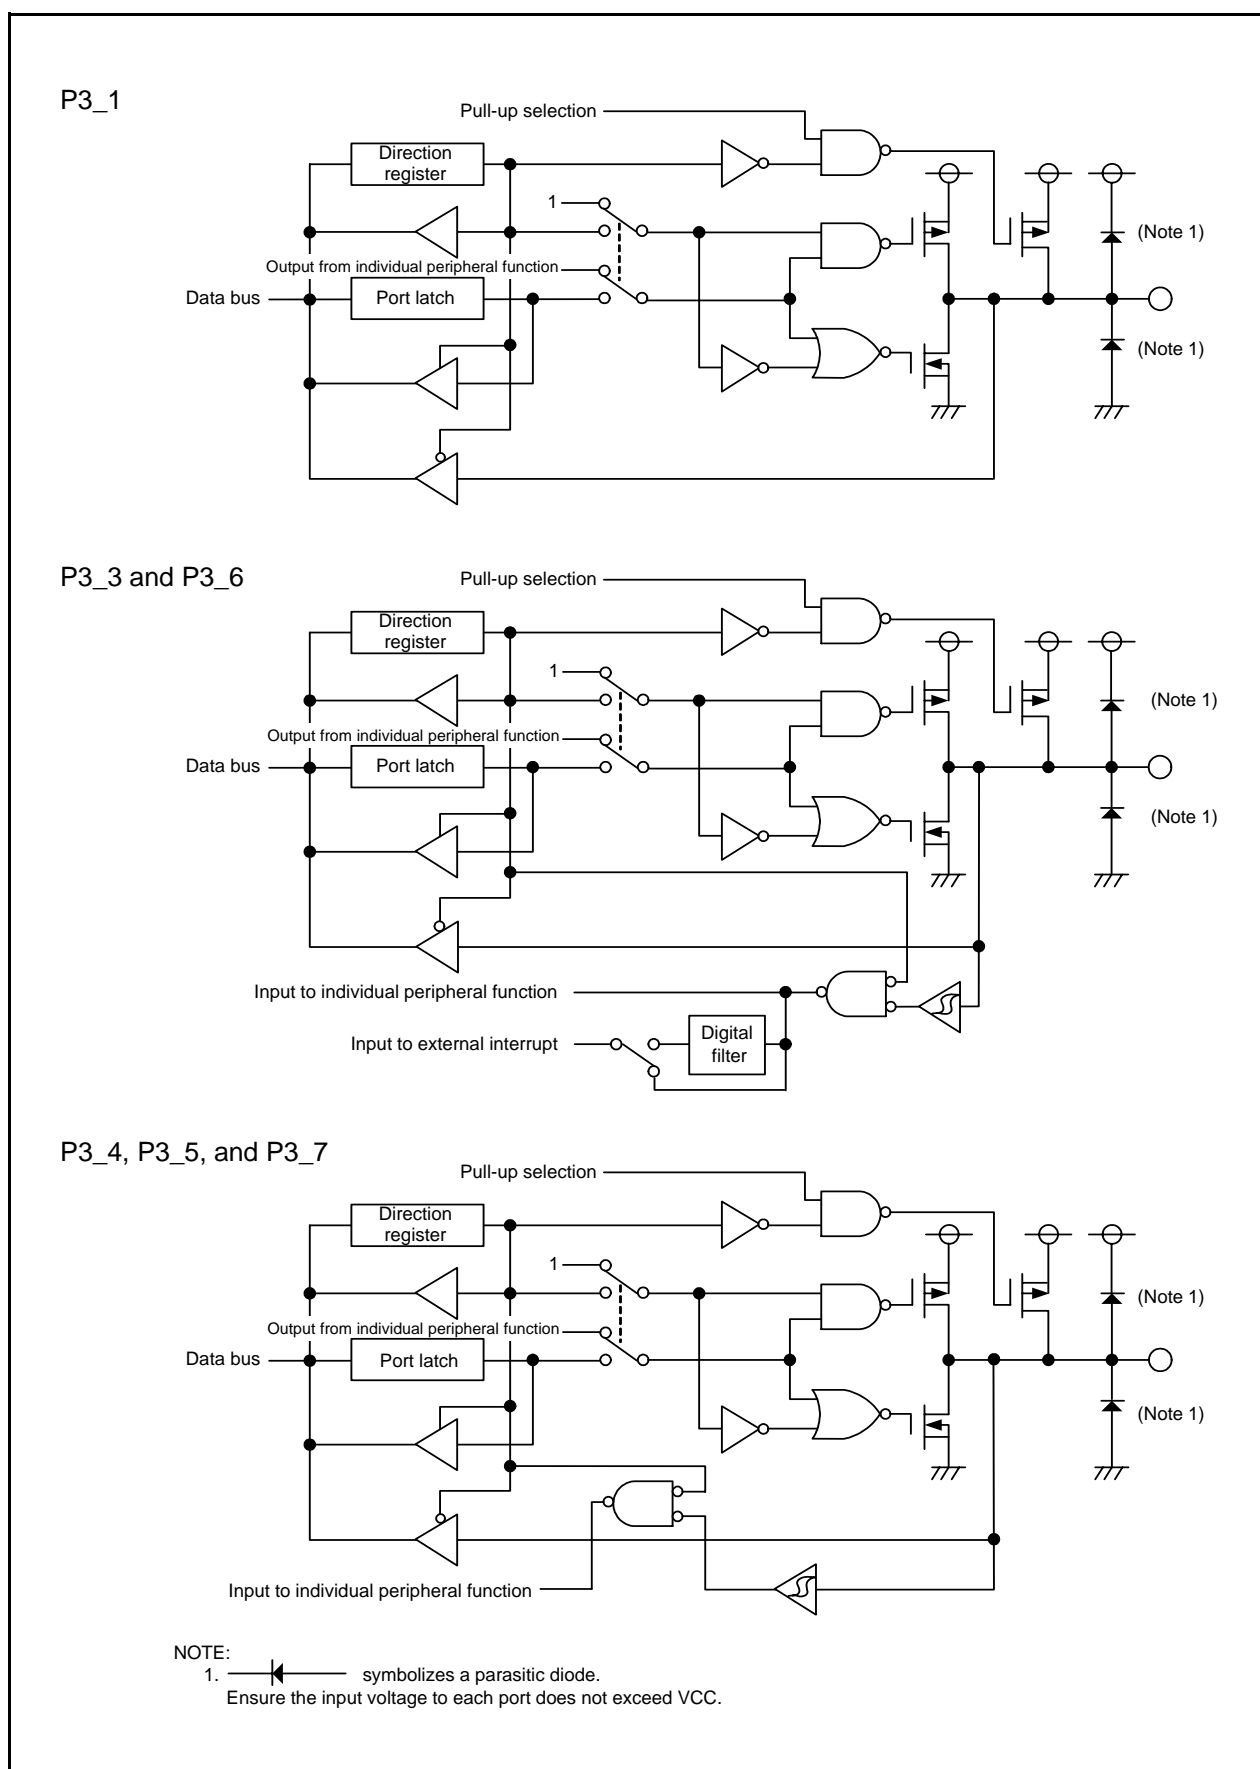 P3_1
Pull-up selection
Direction
register
1
(Note 1)
Output from individual peripheral function
Data bus
Port latch
(Note 1)
P3_3 and P3_6
Pull-up selection
Direction
register
1
(Note 1)
Output from individual peripheral function
Data bus
Port latch
(Note 1)
Input to individual peripheral function
Input to external interrupt
Digital
filter
P3_4, P3_5, and P3_7
Pull-up selection
Direction
register
1
(Note 1)
Output from individual peripheral function
Data bus
Port latch
(Note 1)
Input to individual peripheral function
NOTE:
1. symbolizes a parasitic diode.
Ensure the input voltage to each port does not exceed VCC.